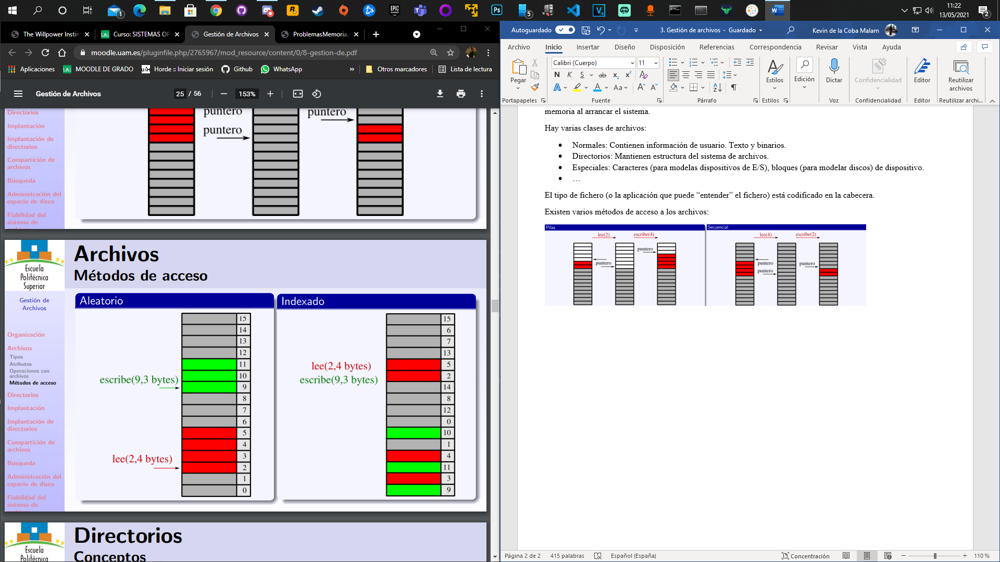 1
5
11:22
13/05/2021
2
The Willpower Instin
Curso: SISTEMAS OP
Gestión de Archivos
ProblemasMemoria.
moodle.uam.es/pluginfile.php/2765967/mod_resource/content/0/8-gestion-de.pdf
Aplicaciones
MOODLE DE GRADO
Horde :: Iniciar sesión
Github
WhatsApp
»
Otros marcadores
Lista de lectura
Gestión de Archivos
25 / 56
153%
Directorios
Implantación
Implantación de
directorios
Compartición de
archivos
Búsqueda
Administración del
espacio de disco
Fiabilidad del
sistema de
puntero
puntero
puntero
Escuela
Politécnica
Superior
Archivos
Métodos de acceso
Gestión de
Archivos
Organización
Archivos
Tipos
Atributos
Operaciones con
archivos
Métodos de acceso
Directorios
Implantación
Implantación de
directorios
Compartición de
archivos
Búsqueda
Administración del
espacio de disco
Fiabilidad del
sistema de
Aleatorio
15
14
13
12
11
10
9
8
7
6
5
4
3
2
1
0
escribe(9,3 bytes)
lee(2,4 bytes)
Indexado
lee(2,4 bytes)
escribe(9,3 bytes)
15
6
7
13
5
2
14
8
12
0
10
1
4
11
3
9
Escuela
Politécnica
Directorios
Conceptos
Autoguardado
3. Gestión de archivos - Guardado
Kevin de la Coba Malam
Archivo
Inicio
Insertar
Diseño
Disposición
Referencias
Correspondencia
Revisar
Vista
Ayuda
Pegar
Portapapeles
Calibri (Cuerpo)
11
N K S ab x₂ x²
A A Aa A A
Fuente
Párrafo
Estilos
Estilos
Edición
Dictar
Voz
Confidencialidad
Confidencialidad
Editor
Editor
Reutilizar
archivos
Reutilizar archi...
memoria al arrancar el sistema.
Hay varias clases de archivos:
• Normales: Contienen información de usuario. Texto y binarios.
• Directorios: Mantienen estructura del sistema de archivos.
• Especiales: Caracteres (para modelas dispositivos de E/S), bloques (para modelar discos) de dispositivo.
• …
El tipo de fichero (o la aplicación que puede “entender” el fichero) está codificado en la cabecera.
Existen varios métodos de acceso a los archivos:
Pilas
lee(2)
escribe(4)
puntero
puntero
Secuencial
lee(4)
escribe(2)
puntero
puntero
puntero
Página 2 de 2
415 palabras
Español (España)
Concentración
110 %